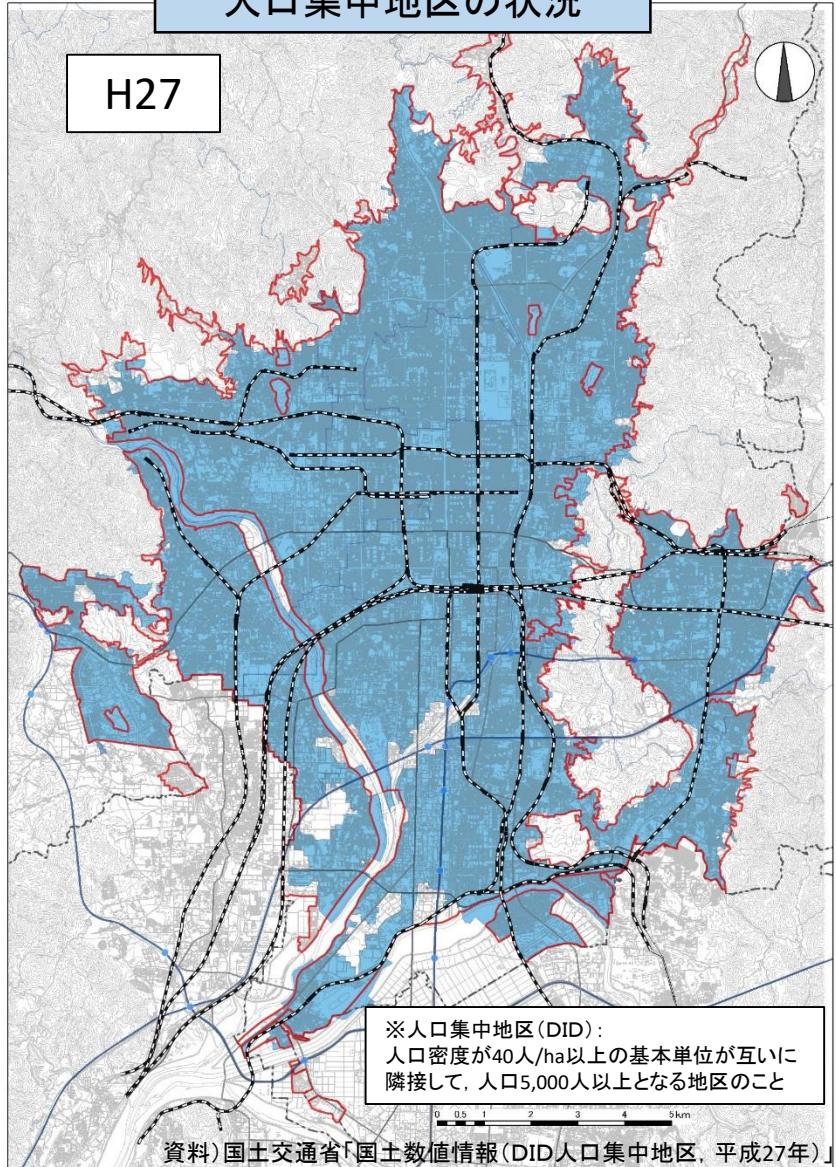 人口集中地区の状況
H27
※人口集中地区(DID):
人口密度が40人/ha以上の基本単位が互いに
隣接して，人口5,000人以上となる地区のこと
0 0.5 1 2 3 4 5km
資料)国土交通省「国土数値情報(DID人口集中地区，平成27年)」